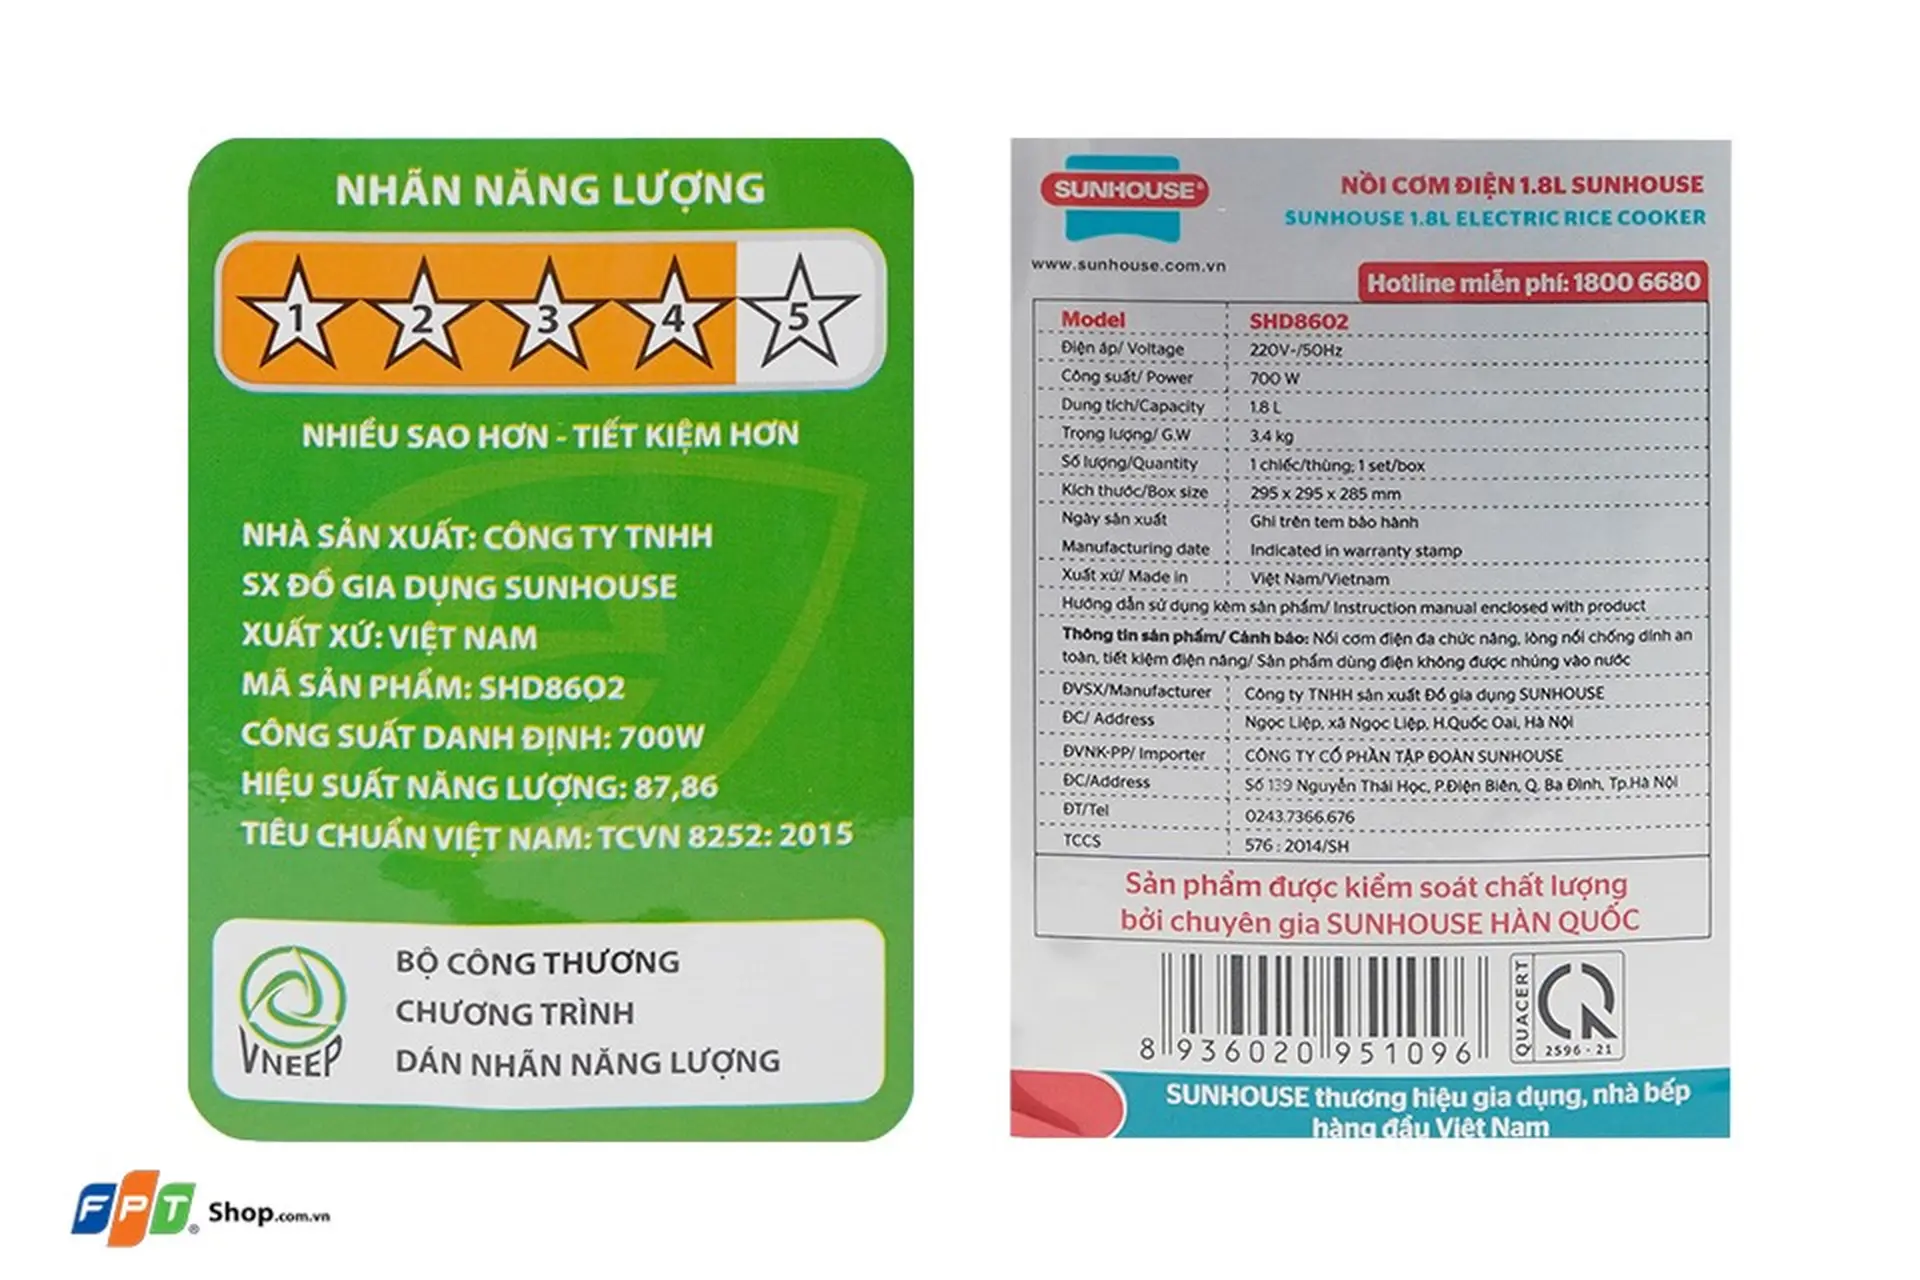 NHÃN NĂNG LƯỢNG
1 2 3 4 5
NHIỀU SAO HƠN - TIẾT KIỆM HƠN
NHÀ SẢN XUẤT: CÔNG TY TNHH
SX ĐỒ GIA DỤNG SUNHOUSE
XUẤT XỨ: VIỆT NAM
MÃ SẢN PHẨM: SHD8602
CÔNG SUẤT DANH ĐỊNH: 700W
HIỆU SUẤT NĂNG LƯỢNG: 87,86
TIÊU CHUẨN VIỆT NAM: TCVN 8252: 2015
VNEEP
BỘ CÔNG THƯƠNG
CHƯƠNG TRÌNH
DÁN NHÃN NĂNG LƯỢNG
SUNHOUSE®
www.sunhouse.com.vn
NỒI CƠM ĐIỆN 1.8L SUNHOUSE
SUNHOUSE 1.8L ELECTRIC RICE COOKER
Hotline miễn phí: 1800 6680
Model SHD8602
Điện áp/ Voltage 220V~/50Hz
Công suất/ Power 700 W
Dung tích/Capacity 1.8 L
Trọng lượng/ G.W 3.4 kg
Số lượng/Quantity 1 chiếc/thùng; 1 set/box
Kích thước/Box size 295 x 295 x 285 mm
Ngày sản xuất Ghi trên tem bảo hành
Manufacturing date Indicated in warranty stamp
Xuất xứ/ Made in Việt Nam/Vietnam
Hướng dẫn sử dụng kèm sản phẩm/ Instruction manual enclosed with product
Thông tin sản phẩm/ Cảnh báo: Nồi cơm điện đa chức năng, lòng nồi chống dính an
toàn, tiết kiệm điện năng/ Sản phẩm dùng điện không được nhúng vào nước
ĐVSX/Manufacturer Công ty TNHH sản xuất Đồ gia dụng SUNHOUSE
ĐC/ Address Ngọc Liệp, xã Ngọc Liệp, H.Quốc Oai, Hà Nội
ĐVNK-PP/ Importer CÔNG TY CỔ PHẦN TẬP ĐOÀN SUNHOUSE
ĐC/Address Số 139 Nguyễn Thái Học, P.Điện Biên, Q. Ba Đình, Tp.Hà Nội
ĐT/Tel 0243.7366.676
TCCS 576 : 2014/SH
Sản phẩm được kiểm soát chất lượng
bởi chuyên gia SUNHOUSE HÀN QUỐC
8 936020 951096
QUACERT
2596 - 21
SUNHOUSE thương hiệu gia dụng, nhà bếp
hàng đầu Việt Nam
FPT® Shop.com.vn